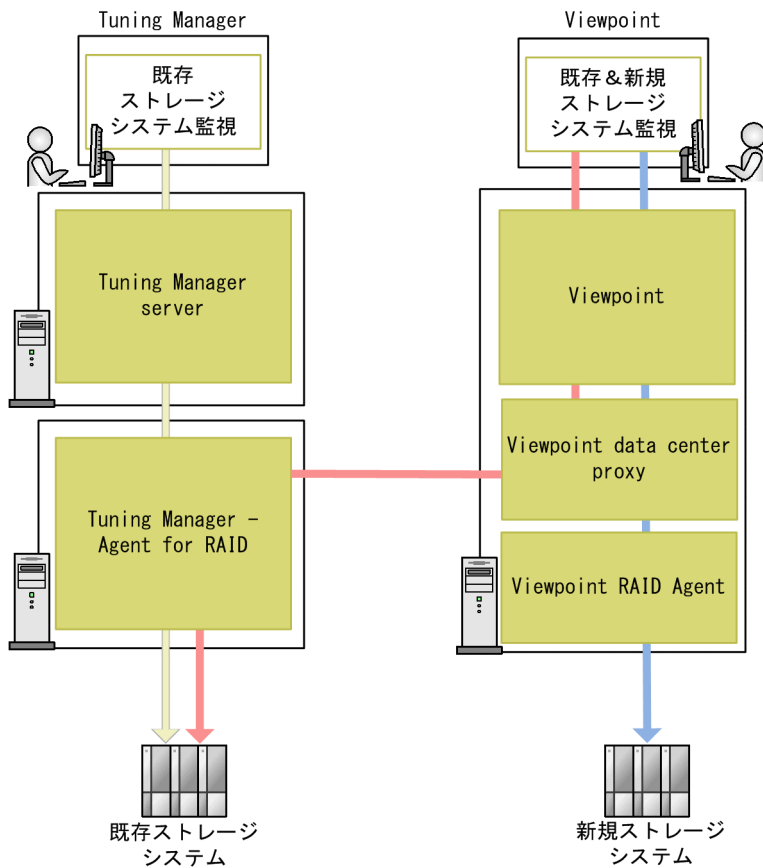 Tuning Manager
既存
ストレージ
システム監視
Tuning Manager
server
Tuning Manager −
Agent for RAID
既存ストレージ
システム
Viewpoint
既存＆新規
ストレージ
システム監視
Viewpoint
Viewpoint data center
proxy
Viewpoint RAID Agent
新規ストレージ
システム